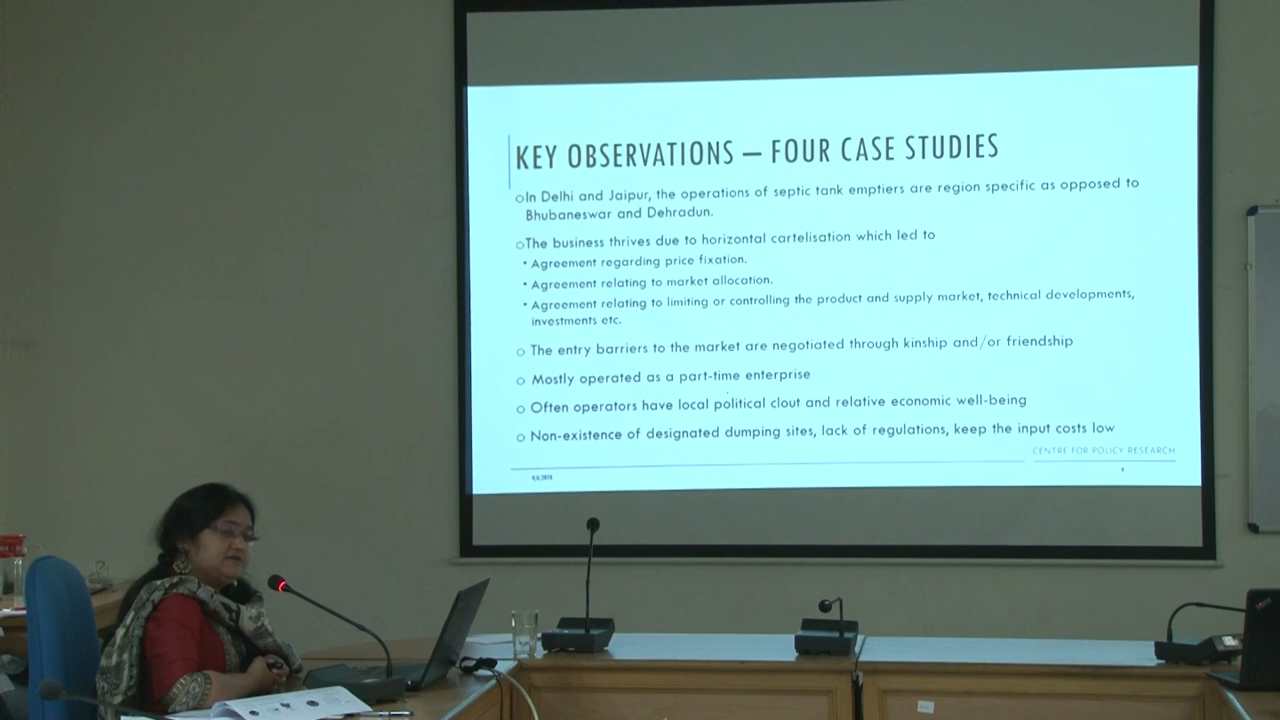 KEY OBSERVATIONS – FOUR CASE STUDIES
In Delhi and Jaipur, the operations of septic tank emptiers are region specific as opposed to
Bhubaneswar and Dehradun.
The business thrives due to horizontal cartelisation which led to
Agreement regarding price fixation.
Agreement relating to market allocation.
Agreement relating to limiting or controlling the product and supply market, technical developments,
investments etc.
The entry barriers to the market are negotiated through kinship and/or friendship
Mostly operated as a part-time enterprise
Often operators have local political clout and relative economic well-being
Non-existence of designated dumping sites, lack of regulations, keep the input costs low
CENTRE FOR POLICY RESEARCH